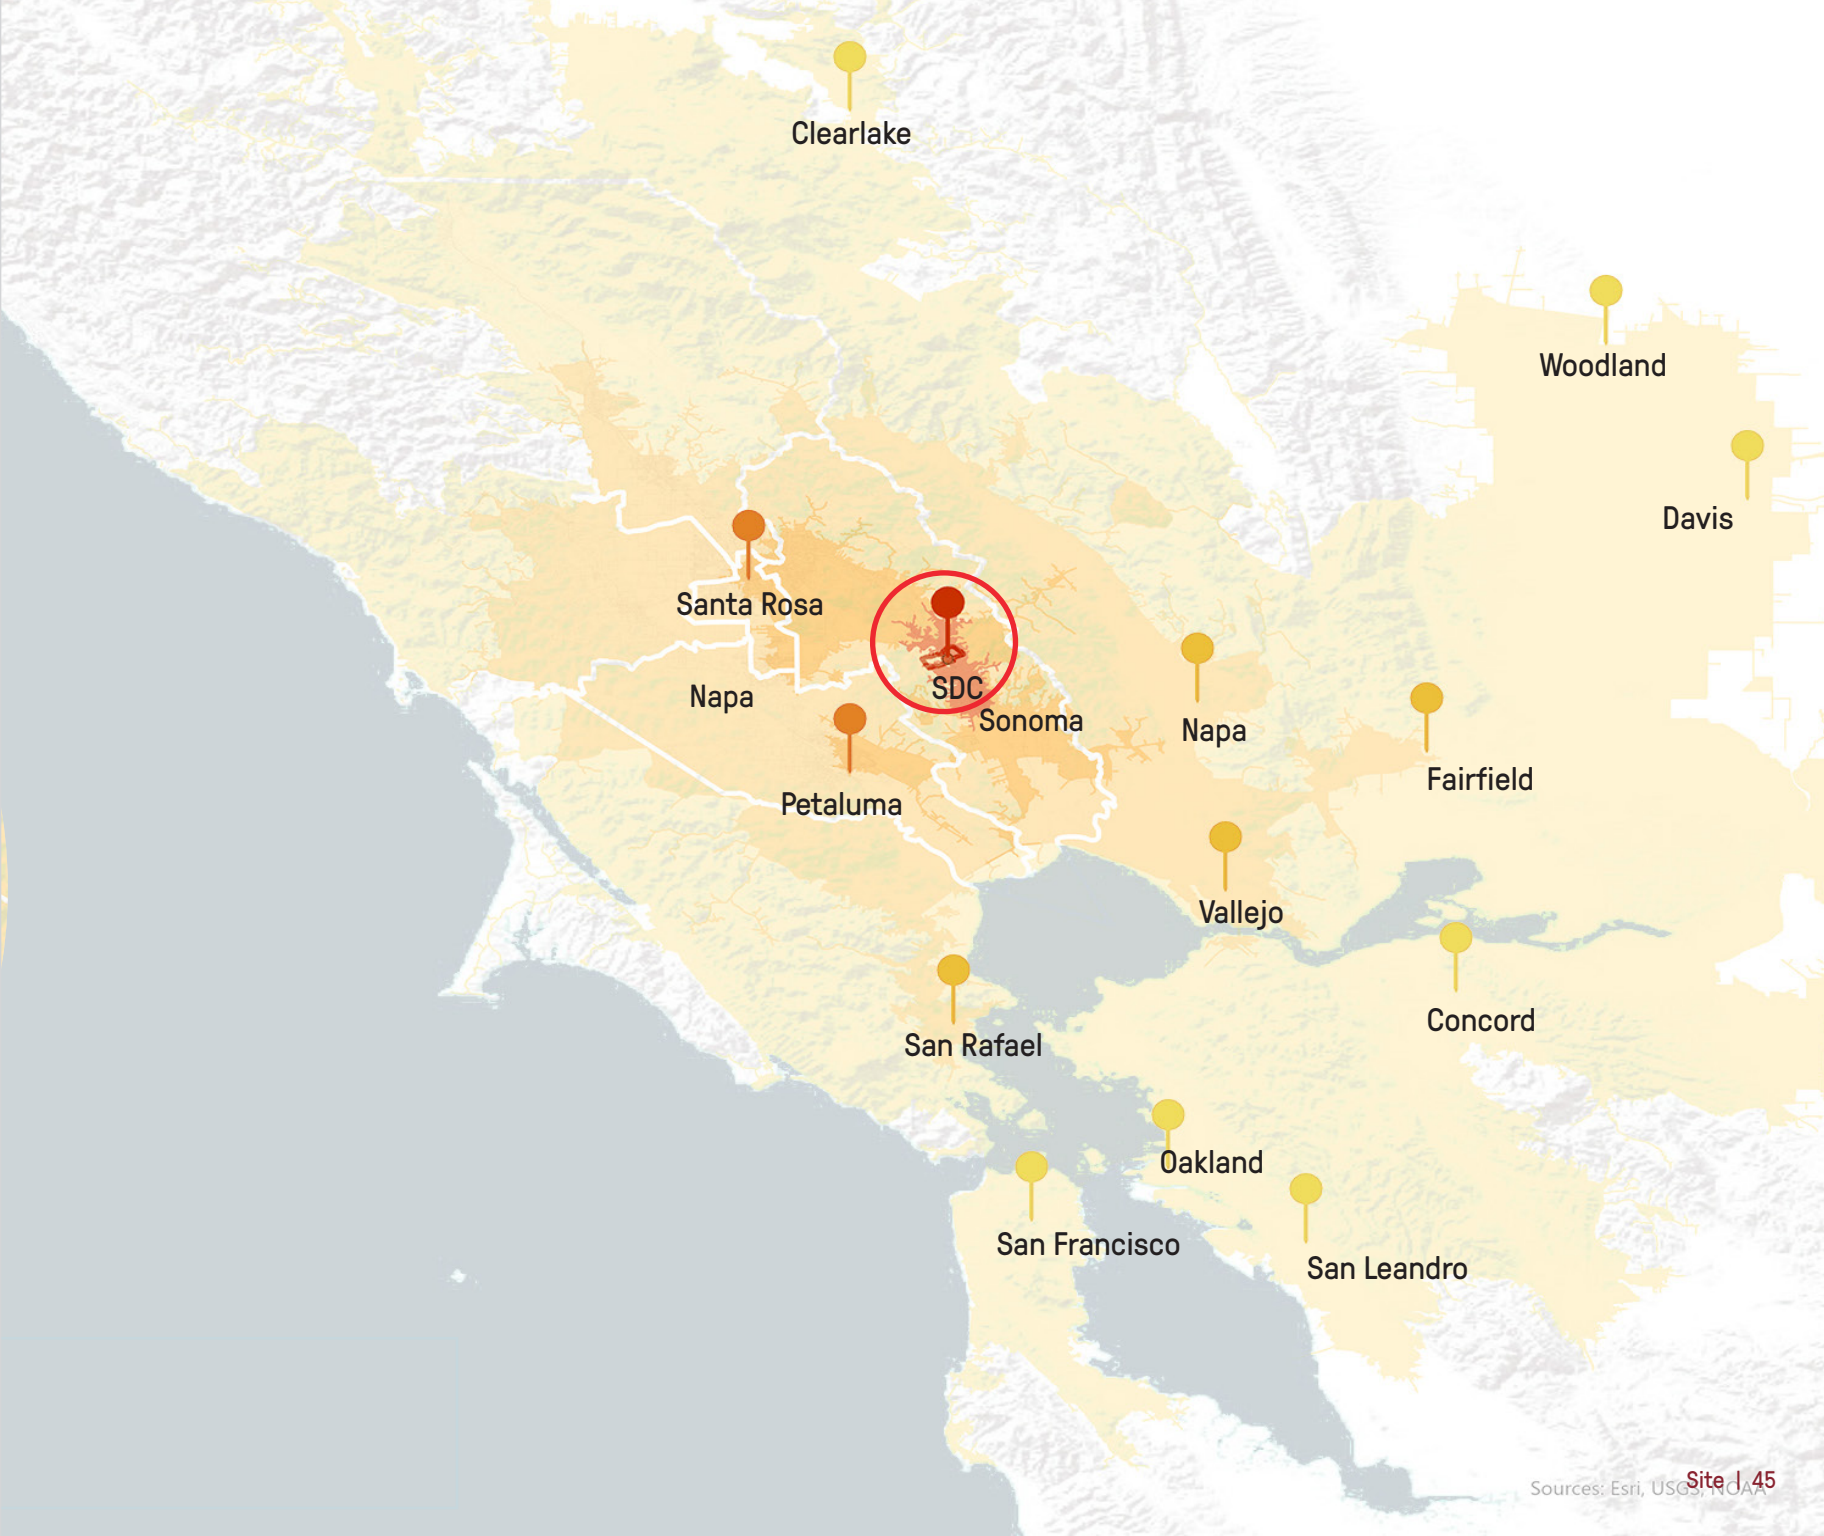 Clearlake
Woodland
Davis
Santa Rosa
SDC
Napa
Sonoma
Napa
Fairfield
Petaluma
Vallejo
Concord
San Rafael
Oakland
San Francisco
San Leandro
Site | 45
Sources: Esri, USGS, NOAA